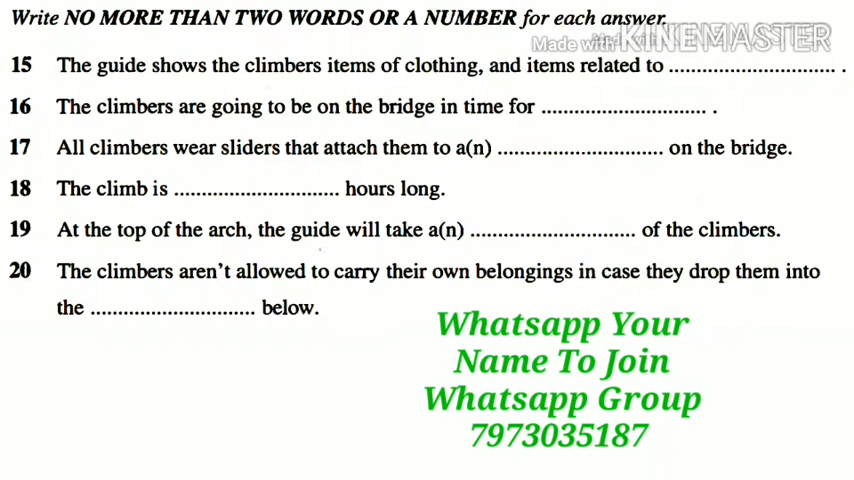 Write NO MORE THAN TWO WORDS OR A NUMBER for each answer.
Made with KINEMASTER
15 The guide shows the climbers items of clothing, and items related to ................................ .
16 The climbers are going to be on the bridge in time for .............................. .
17 All climbers wear sliders that attach them to a(n) .............................. on the bridge.
18 The climb is .............................. hours long.
19 At the top of the arch, the guide will take a(n) .............................. of the climbers.
20 The climbers aren't allowed to carry their own belongings in case they drop them into
the .............................. below.
Whatsapp Your
Name To Join
Whatsapp Group
7973035187